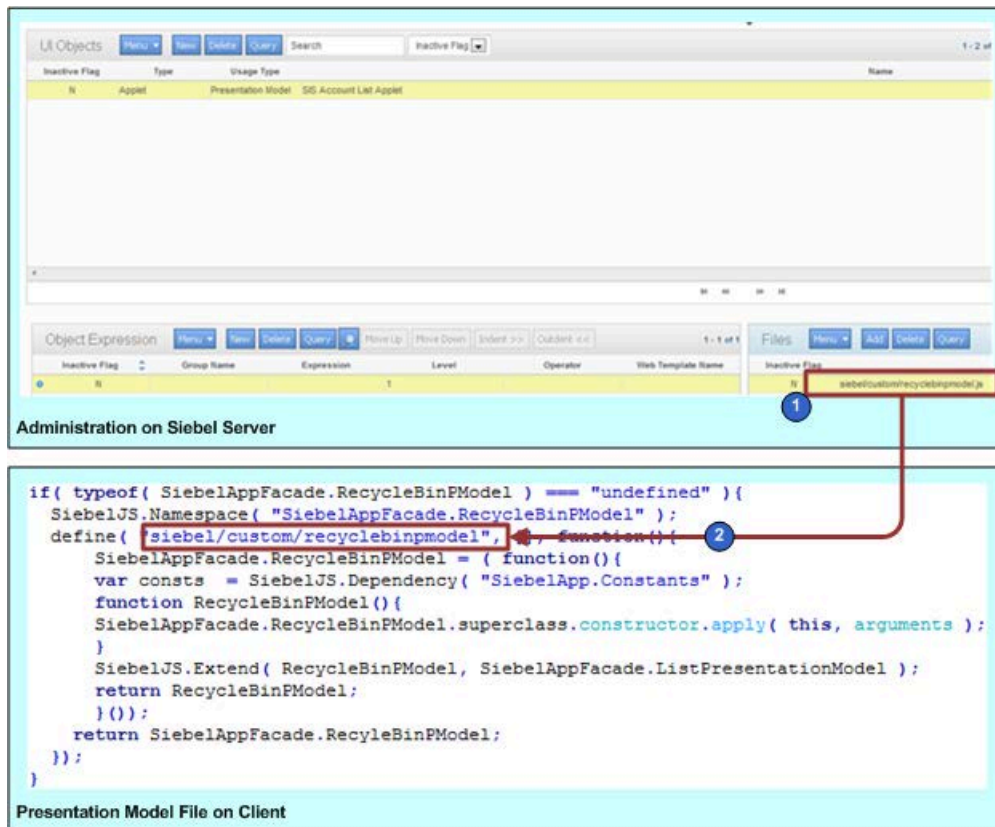 UI Objects Menu New Delete Query Search Inactive Flag 1 - 2 of
Inactive Flag Type Usage Type Name
N Applet Presentation Model SIS Account List Applet
Object Expression Menu New Delete Query Move Up Move Down Indent >> Outdent << 1 - 1 of 1
Files Menu Add Delete Query
Inactive Flag Group Name Expression Level Operator Web Template Name
Inactive Flag
N 1
N siebel/custom/recyclebinpmodel.js
1
Administration on Siebel Server
if( typeof( SiebelAppFacade.RecycleBinPModel ) === "undefined" ){
SiebelJS.Namespace( "SiebelAppFacade.RecycleBinPModel" );
define( "siebel/custom/recyclebinpmodel", function(){
2
SiebelAppFacade.RecycleBinPModel = ( function(){
var consts = SiebelJS.Dependency( "SiebelApp.Constants" );
function RecycleBinPModel(){
SiebelAppFacade.RecycleBinPModel.superclass.constructor.apply( this, arguments );
}
SiebelJS.Extend( RecycleBinPModel, SiebelAppFacade.ListPresentationModel );
return RecycleBinPModel;
}());
return SiebelAppFacade.RecyleBinPModel;
});
}
Presentation Model File on Client